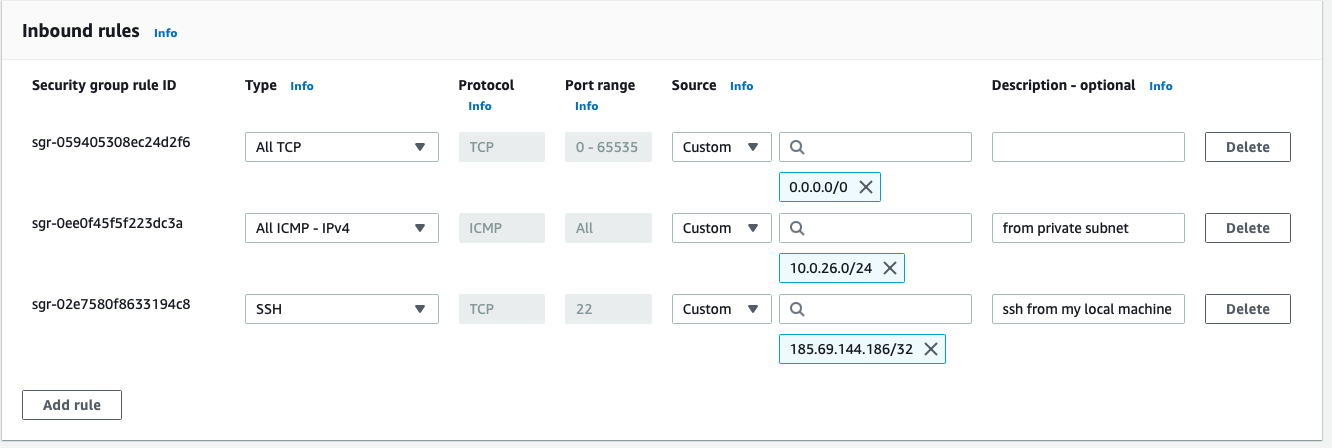 Inbound rules Info
Security group rule ID Type Info Protocol Info Port range Info Source Info Description - optional Info
sgr-059405308ec24d2f6 All TCP TCP 0 - 65535 Custom Delete
0.0.0.0/0
sgr-0ee0f45f5f223dc3a All ICMP - IPv4 ICMP All Custom from private subnet Delete
10.0.26.0/24
sgr-02e7580f8633194c8 SSH TCP 22 Custom ssh from my local machine Delete
185.69.144.186/32
Add rule